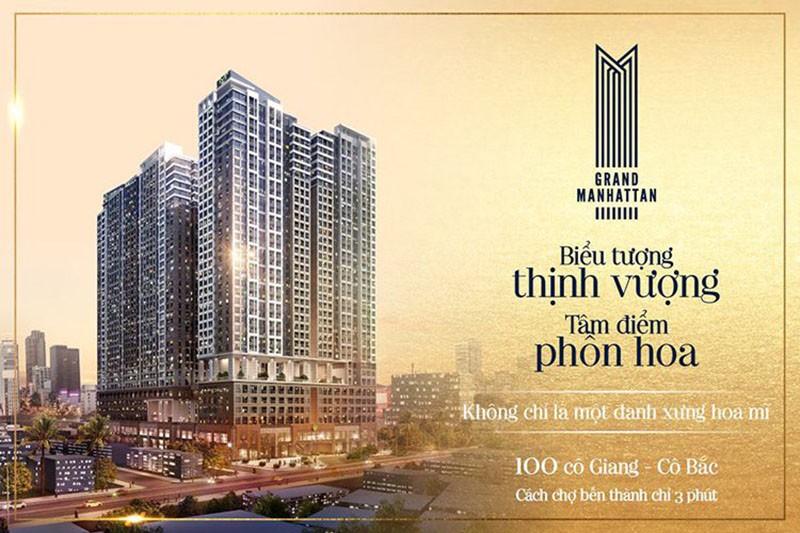 GRAND
MANHATTAN
Biểu tượng
thịnh vượng
Tâm điểm
phồn hoa
Không chỉ là một danh xưng hoa mĩ
100 cô Giang - Cô Bắc
Cách chợ bến thành chỉ 3 phút